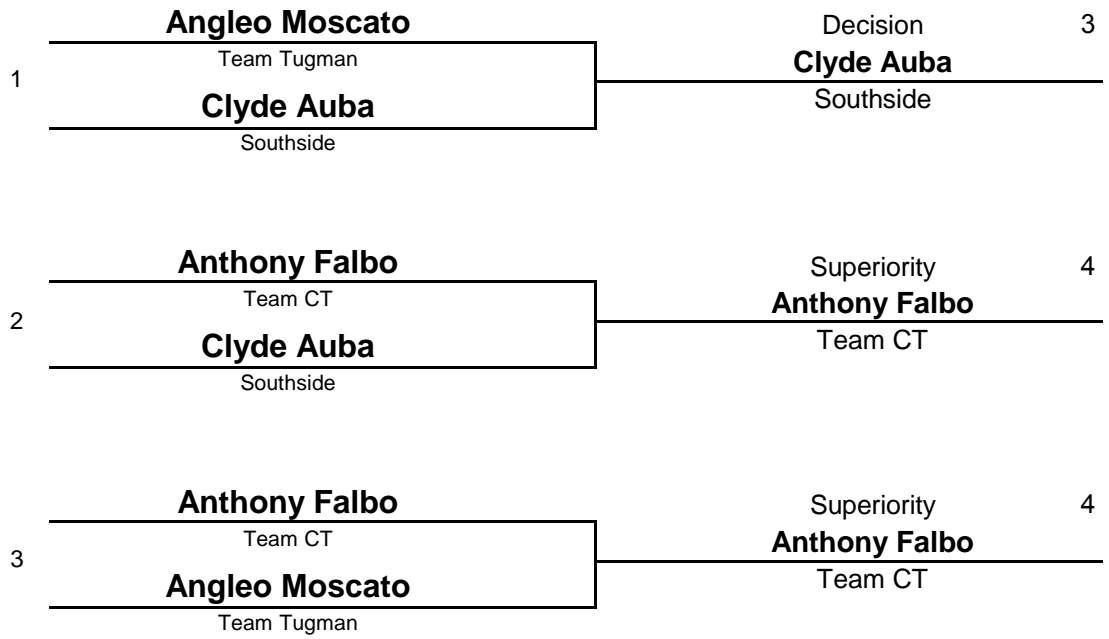 Angleo Moscato
Decision 3
Team Tugman
Clyde Auba
1
Clyde Auba
Southside
Southside
Anthony Falbo
Superiority 4
Team CT
Anthony Falbo
2
Clyde Auba
Team CT
Southside
Anthony Falbo
Superiority 4
Team CT
Anthony Falbo
3
Angleo Moscato
Team CT
Team Tugman